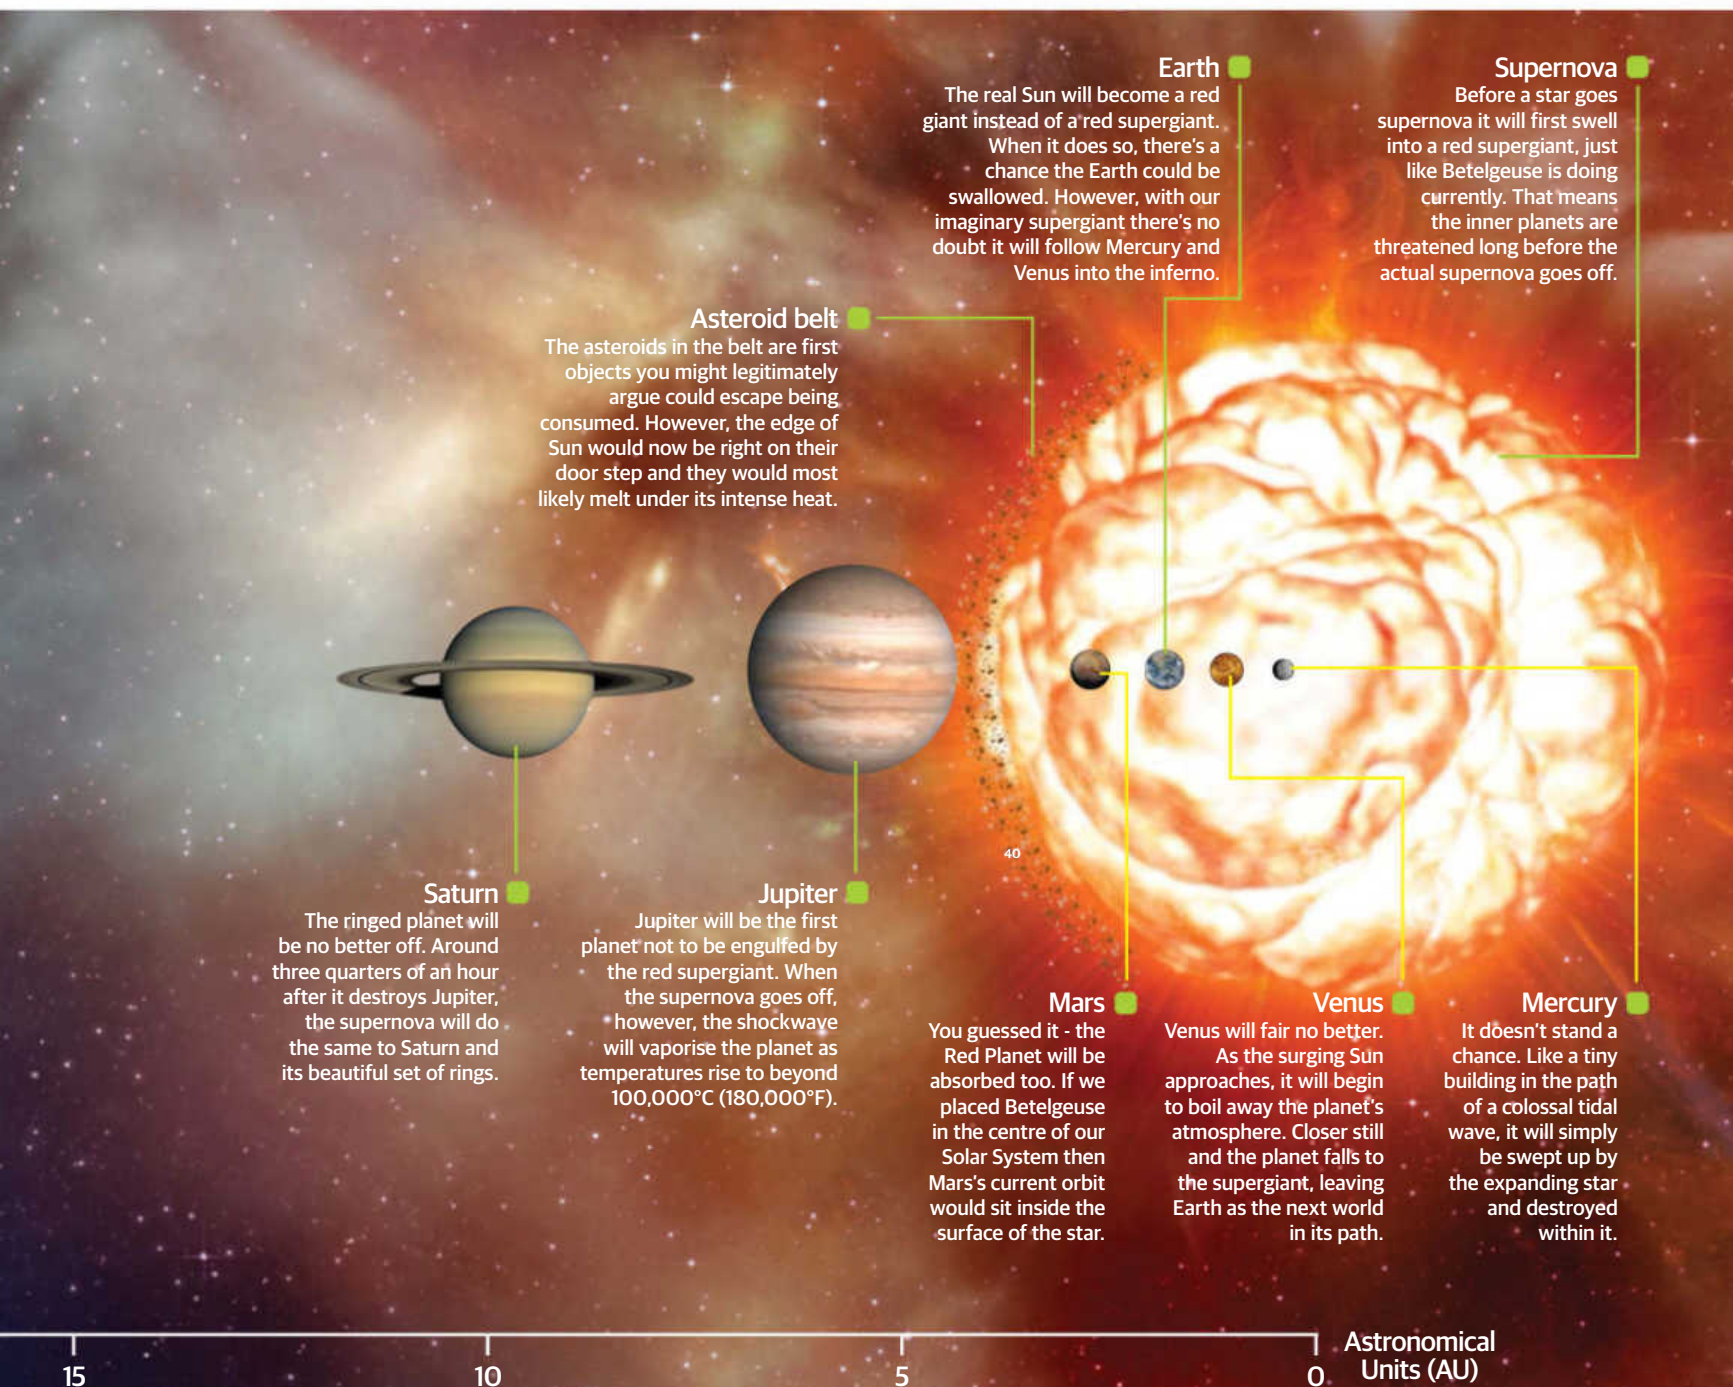 Earth
The real Sun will become a red
giant instead of a red supergiant.
When it does so, there's a
chance the Earth could be
swallowed. However, with our
imaginary supergiant there's no
doubt it will follow Mercury and
Venus into the inferno.
Supernova
Before a star goes
supernova it will first swell
into a red supergiant, just
like Betelgeuse is doing
currently. That means
the inner planets are
threatened long before the
actual supernova goes off.
Asteroid belt
The asteroids in the belt are first
objects you might legitimately
argue could escape being
consumed. However, the edge of
Sun would now be right on their
door step and they would most
likely melt under its intense heat.
40
Saturn
The ringed planet will
be no better off. Around
three quarters of an hour
after it destroys Jupiter,
the supernova will do
the same to Saturn and
its beautiful set of rings.
Jupiter
Jupiter will be the first
planet not to be engulfed by
the red supergiant. When
the supernova goes off,
however, the shockwave
will vaporise the planet as
temperatures rise to beyond
100,000°C (180,000°F).
Mars
You guessed it - the
Red Planet will be
absorbed too. If we
placed Betelgeuse
in the centre of our
Solar System then
Mars's current orbit
would sit inside the
surface of the star.
Venus
Venus will fair no better.
As the surging Sun
approaches, it will begin
to boil away the planet's
atmosphere. Closer still
and the planet falls to
the supergiant, leaving
Earth as the next world
in its path.
Mercury
It doesn't stand a
chance. Like a tiny
building in the path
of a colossal tidal
wave, it will simply
be swept up by
the expanding star
and destroyed
within it.
15
10
5
0
Astronomical
Units (AU)